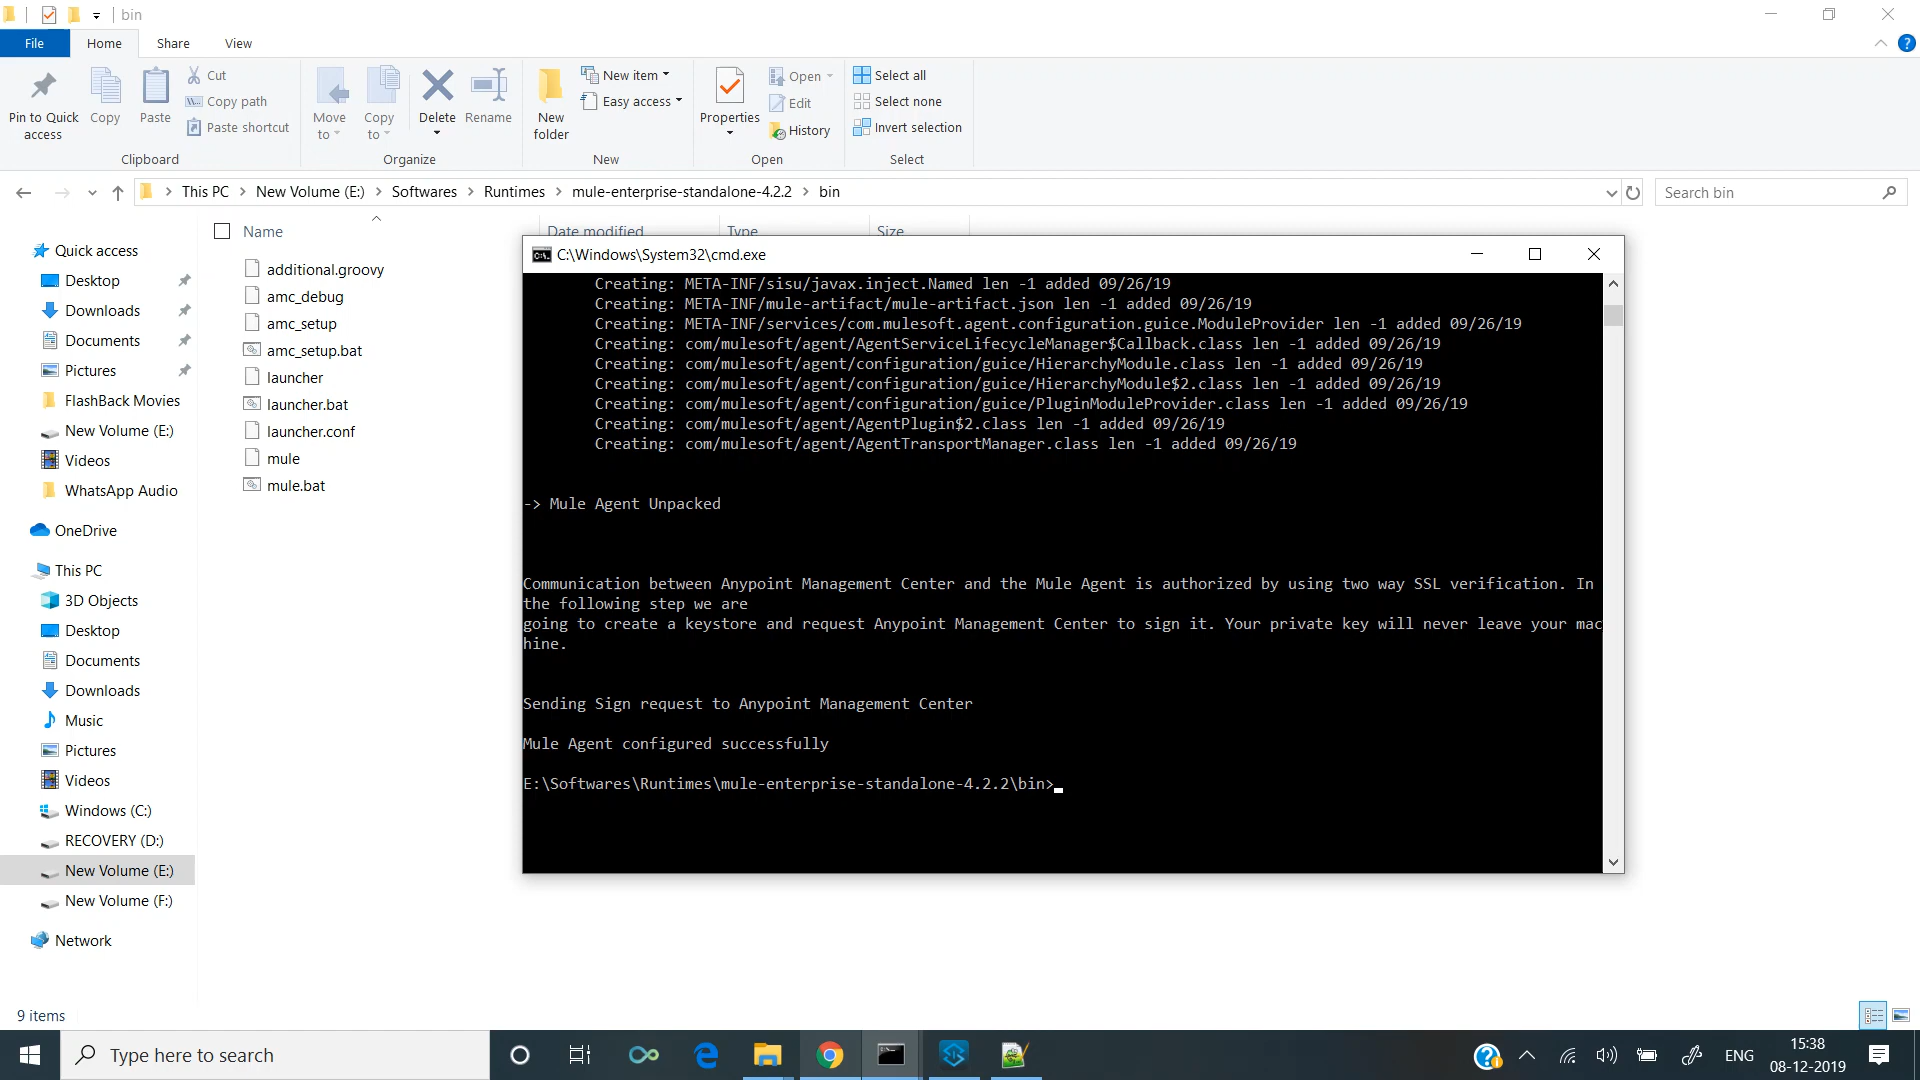 bin
File
Home
Share
View
Pin to Quick access
Copy
Paste
Cut
Copy path
Paste shortcut
Clipboard
Move to
Copy to
Delete
Rename
Organize
New folder
New item
Easy access
New
Properties
Open
Edit
History
Open
Select all
Select none
Invert selection
Select
This PC > New Volume (E:) > Softwares > Runtimes > mule-enterprise-standalone-4.2.2 > bin
Search bin
Name
Date modified
Type
Size
Quick access
Desktop
Downloads
Documents
Pictures
FlashBack Movies
New Volume (E:)
Videos
WhatsApp Audio
OneDrive
This PC
3D Objects
Desktop
Documents
Downloads
Music
Pictures
Videos
Windows (C:)
RECOVERY (D:)
New Volume (E:)
New Volume (F:)
Network
additional.groovy
amc_debug
amc_setup
amc_setup.bat
launcher
launcher.bat
launcher.conf
mule
mule.bat
C:\Windows\System32\cmd.exe
Creating: META-INF/sisu/javax.inject.Named len -1 added 09/26/19
Creating: META-INF/mule-artifact/mule-artifact.json len -1 added 09/26/19
Creating: META-INF/services/com.mulesoft.agent.configuration.guice.ModuleProvider len -1 added 09/26/19
Creating: com/mulesoft/agent/AgentServiceLifecycleManager$Callback.class len -1 added 09/26/19
Creating: com/mulesoft/agent/configuration/guice/HierarchyModule.class len -1 added 09/26/19
Creating: com/mulesoft/agent/configuration/guice/HierarchyModule$2.class len -1 added 09/26/19
Creating: com/mulesoft/agent/configuration/guice/PluginModuleProvider.class len -1 added 09/26/19
Creating: com/mulesoft/agent/AgentPlugin$2.class len -1 added 09/26/19
Creating: com/mulesoft/agent/AgentTransportManager.class len -1 added 09/26/19
-> Mule Agent Unpacked
Communication between Anypoint Management Center and the Mule Agent is authorized by using two way SSL verification. In
the following step we are
going to create a keystore and request Anypoint Management Center to sign it. Your private key will never leave your mac
hine.
Sending Sign request to Anypoint Management Center
Mule Agent configured successfully
E:\Softwares\Runtimes\mule-enterprise-standalone-4.2.2\bin>
9 items
Type here to search
ENG
15:38
08-12-2019